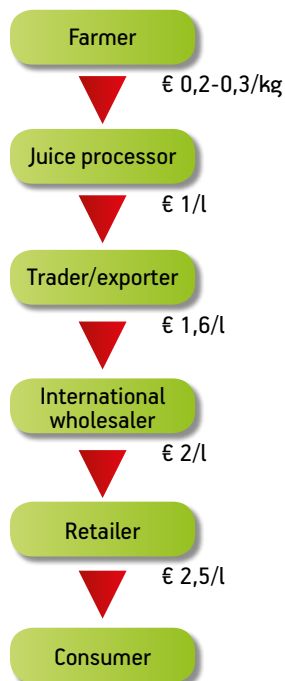 Farmer
€ 0,2-0,3/kg
Juice processor
€ 1/l
Trader/exporter
€ 1,6/l
International
wholesaler
€ 2/l
Retailer
€ 2,5/l
Consumer